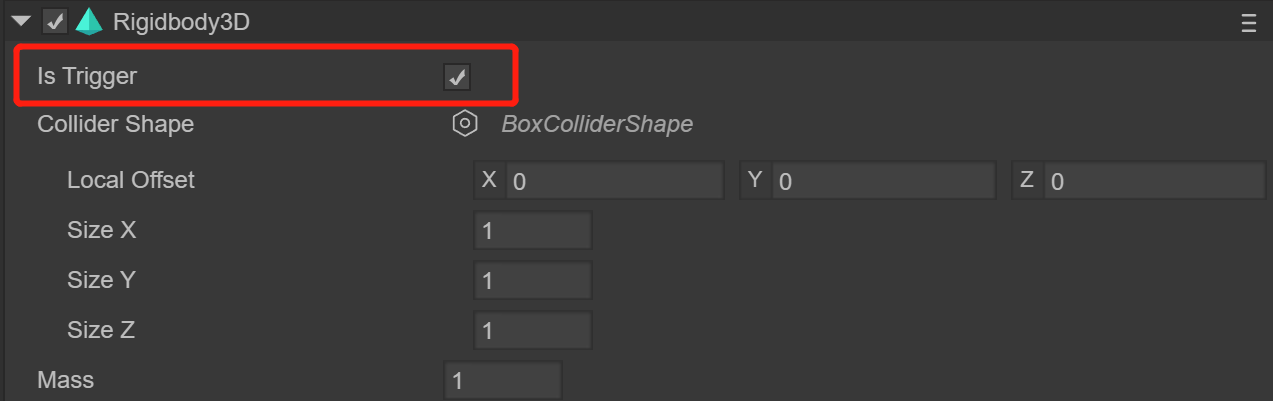 Rigidbody3D
Is Trigger
Collider Shape BoxColliderShape
Local Offset X 0 Y 0 Z 0
Size X 1
Size Y 1
Size Z 1
Mass 1